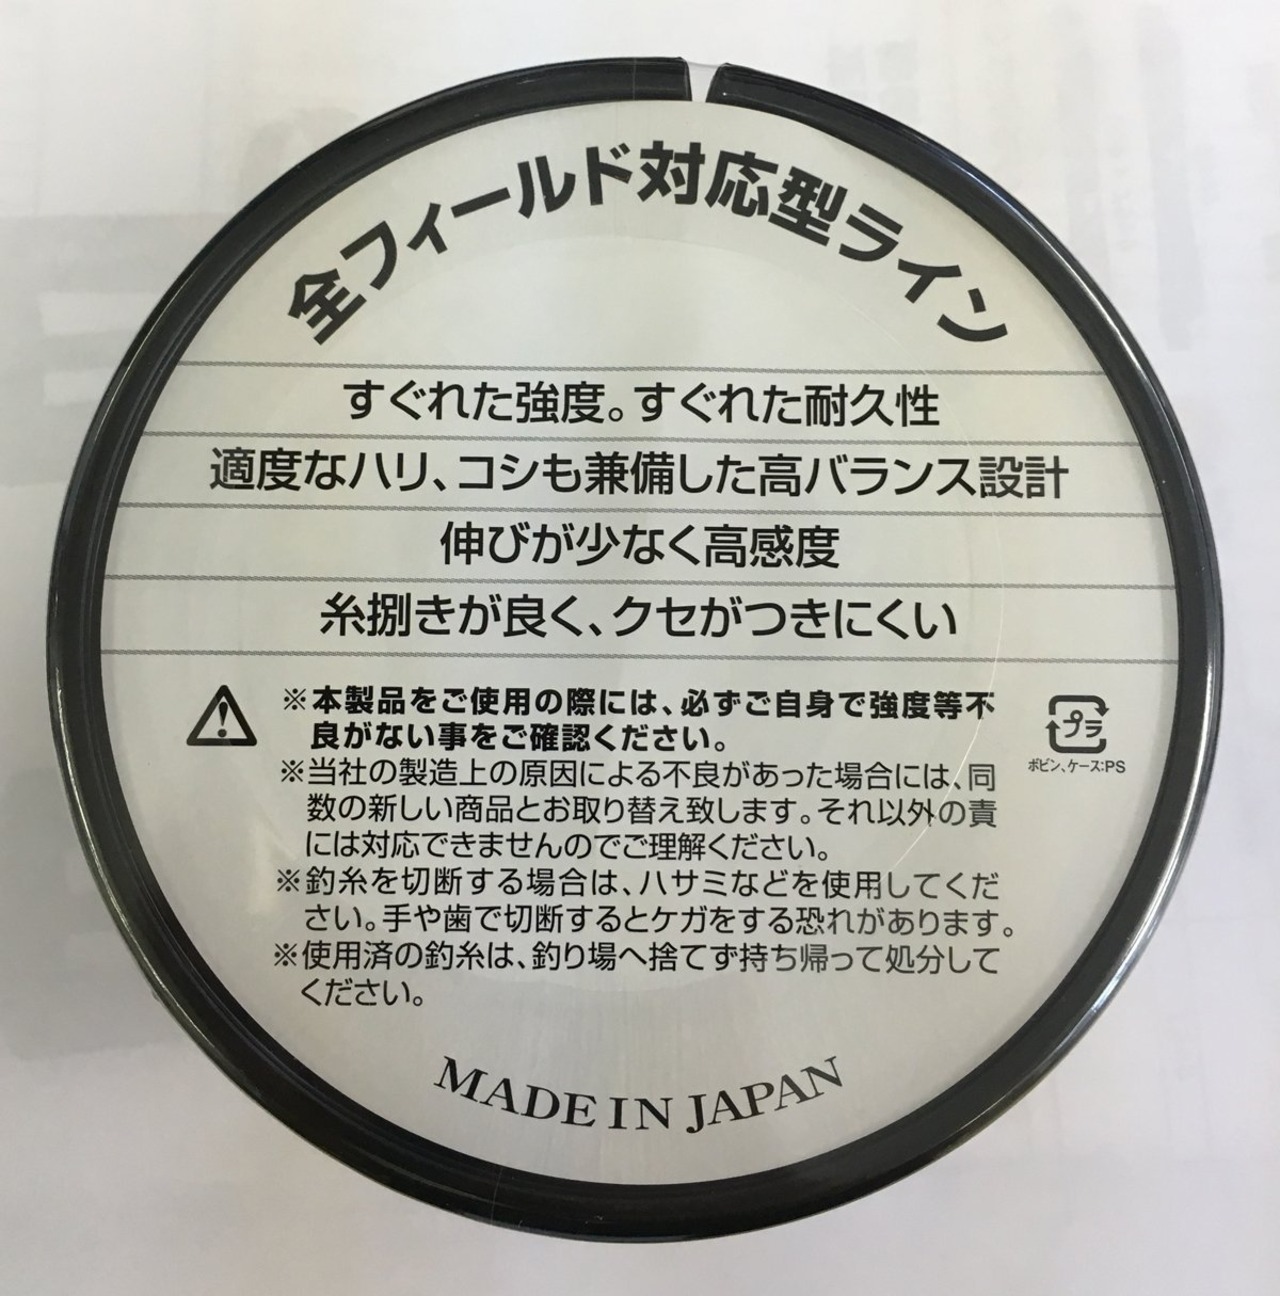 全フィールド対応型ライン
すぐれた強度。すぐれた耐久性
適度なハリ、コシも兼備した高バランス設計
伸びが少なく高感度
糸捌きが良く、クセがつきにくい
※本製品をご使用の際には、必ずご自身で強度等不
良がない事をご確認ください。
※当社の製造上の原因による不良があった場合には、同
数の新しい商品とお取り替え致します。それ以外の責
には対応できませんのでご理解ください。
※釣糸を切断する場合は、ハサミなどを使用してくだ
さい。手や歯で切断するとケガをする恐れがあります。
※使用済の釣糸は、釣り場へ捨てず持ち帰って処分して
ください。
プラ
ボビン、ケース:PS
MADE IN JAPAN